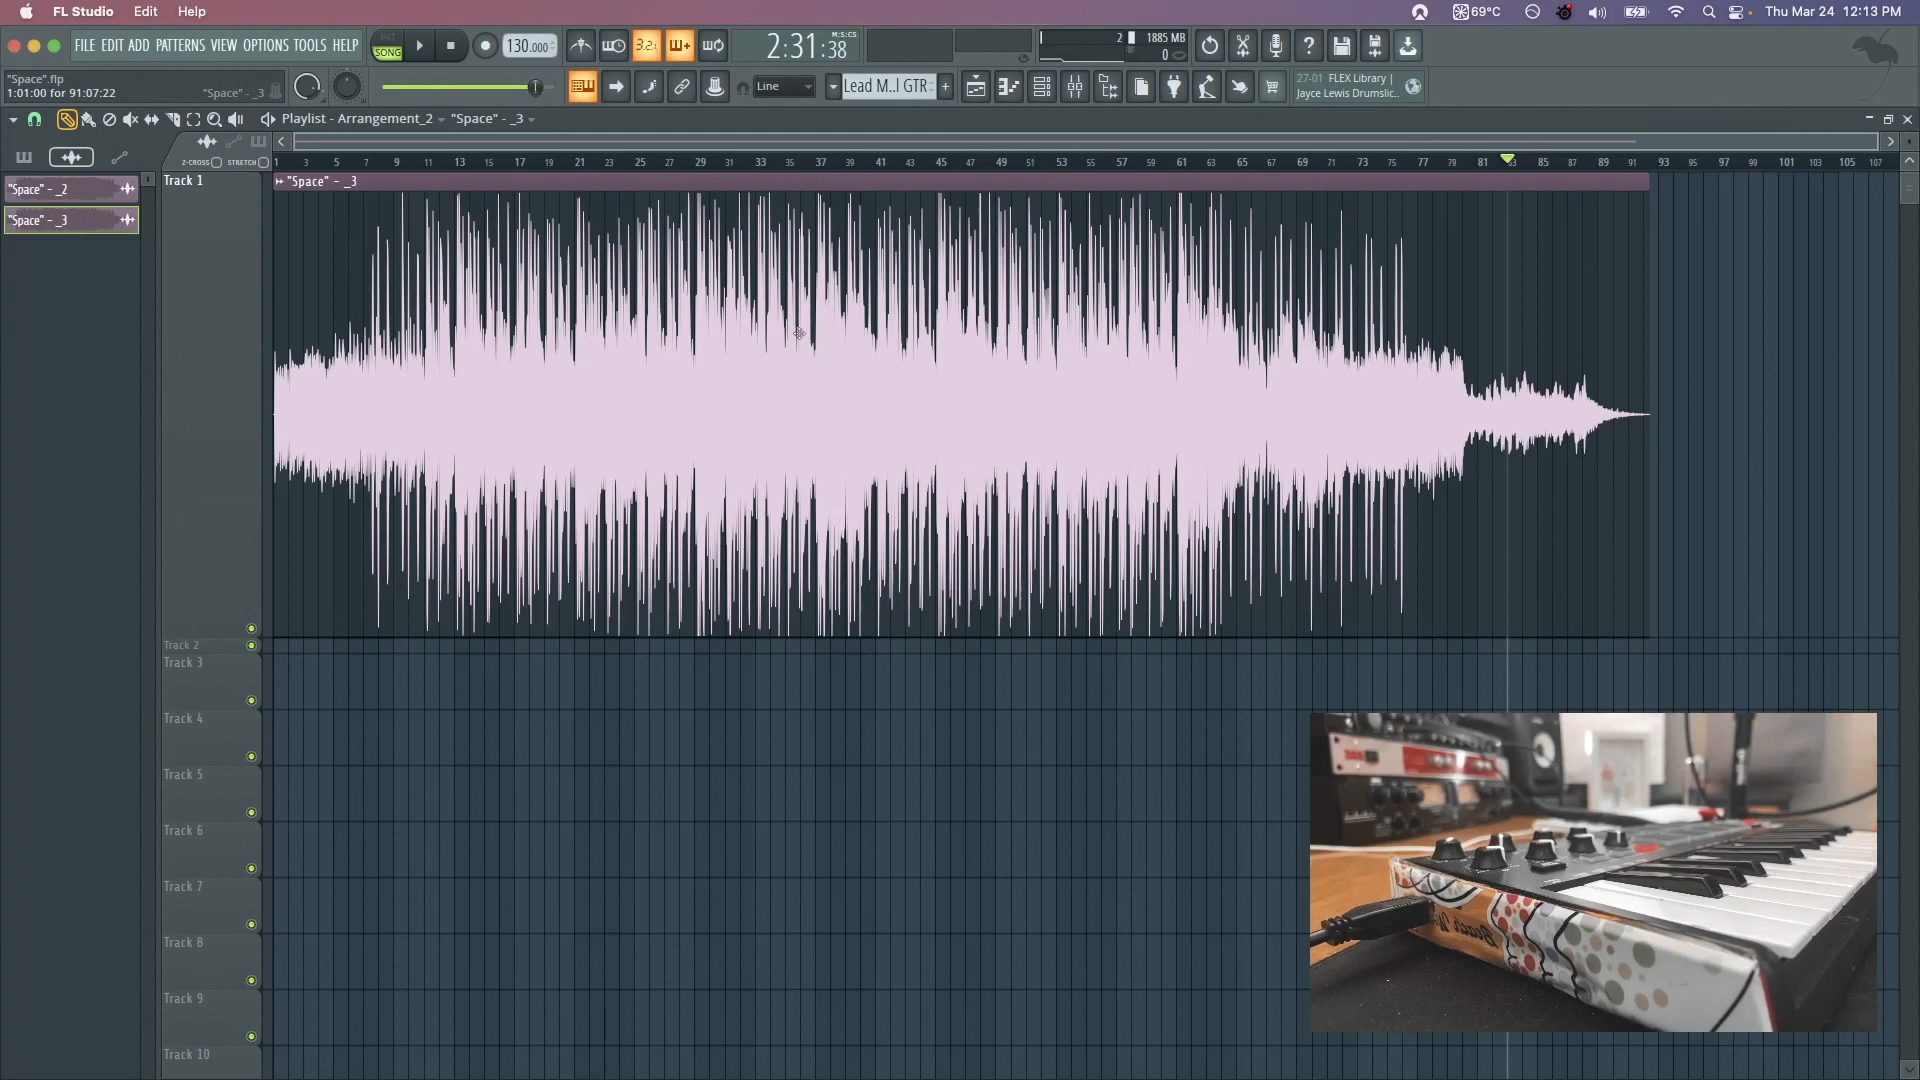 FL Studio Edit Help
69°C Thu Mar 24 12:13 PM
FILE EDIT ADD PATTERNS VIEW OPTIONS TOOLS HELP
PAT
SONG
130.000
3.2.
2:31:38
M:S:CS
2
1885 MB
0
"Space".flp
1:01:00 for 91:07:22
"Space" - _3
Line
Lead M..l GTR
27-01 FLEX Library |
Jayce Lewis Drumslic..
Playlist - Arrangement_2 "Space" - _3
Z-CROSS STRETCH
1 3 5 7 9 11 13 15 17 19 21 23 25 27 29 31 33 35 37 39 41 43 45 47 49 51 53 55 57 59 61 63 65 67 69 71 73 75 77 79 81 83 85 87 89 91 93 95 97 99 101 103 105 107
"Space" - _2
"Space" - _3
Track 1
"Space" - _3
Track 2
Track 3
Track 4
Track 5
Track 6
Track 7
Track 8
Track 9
Track 10